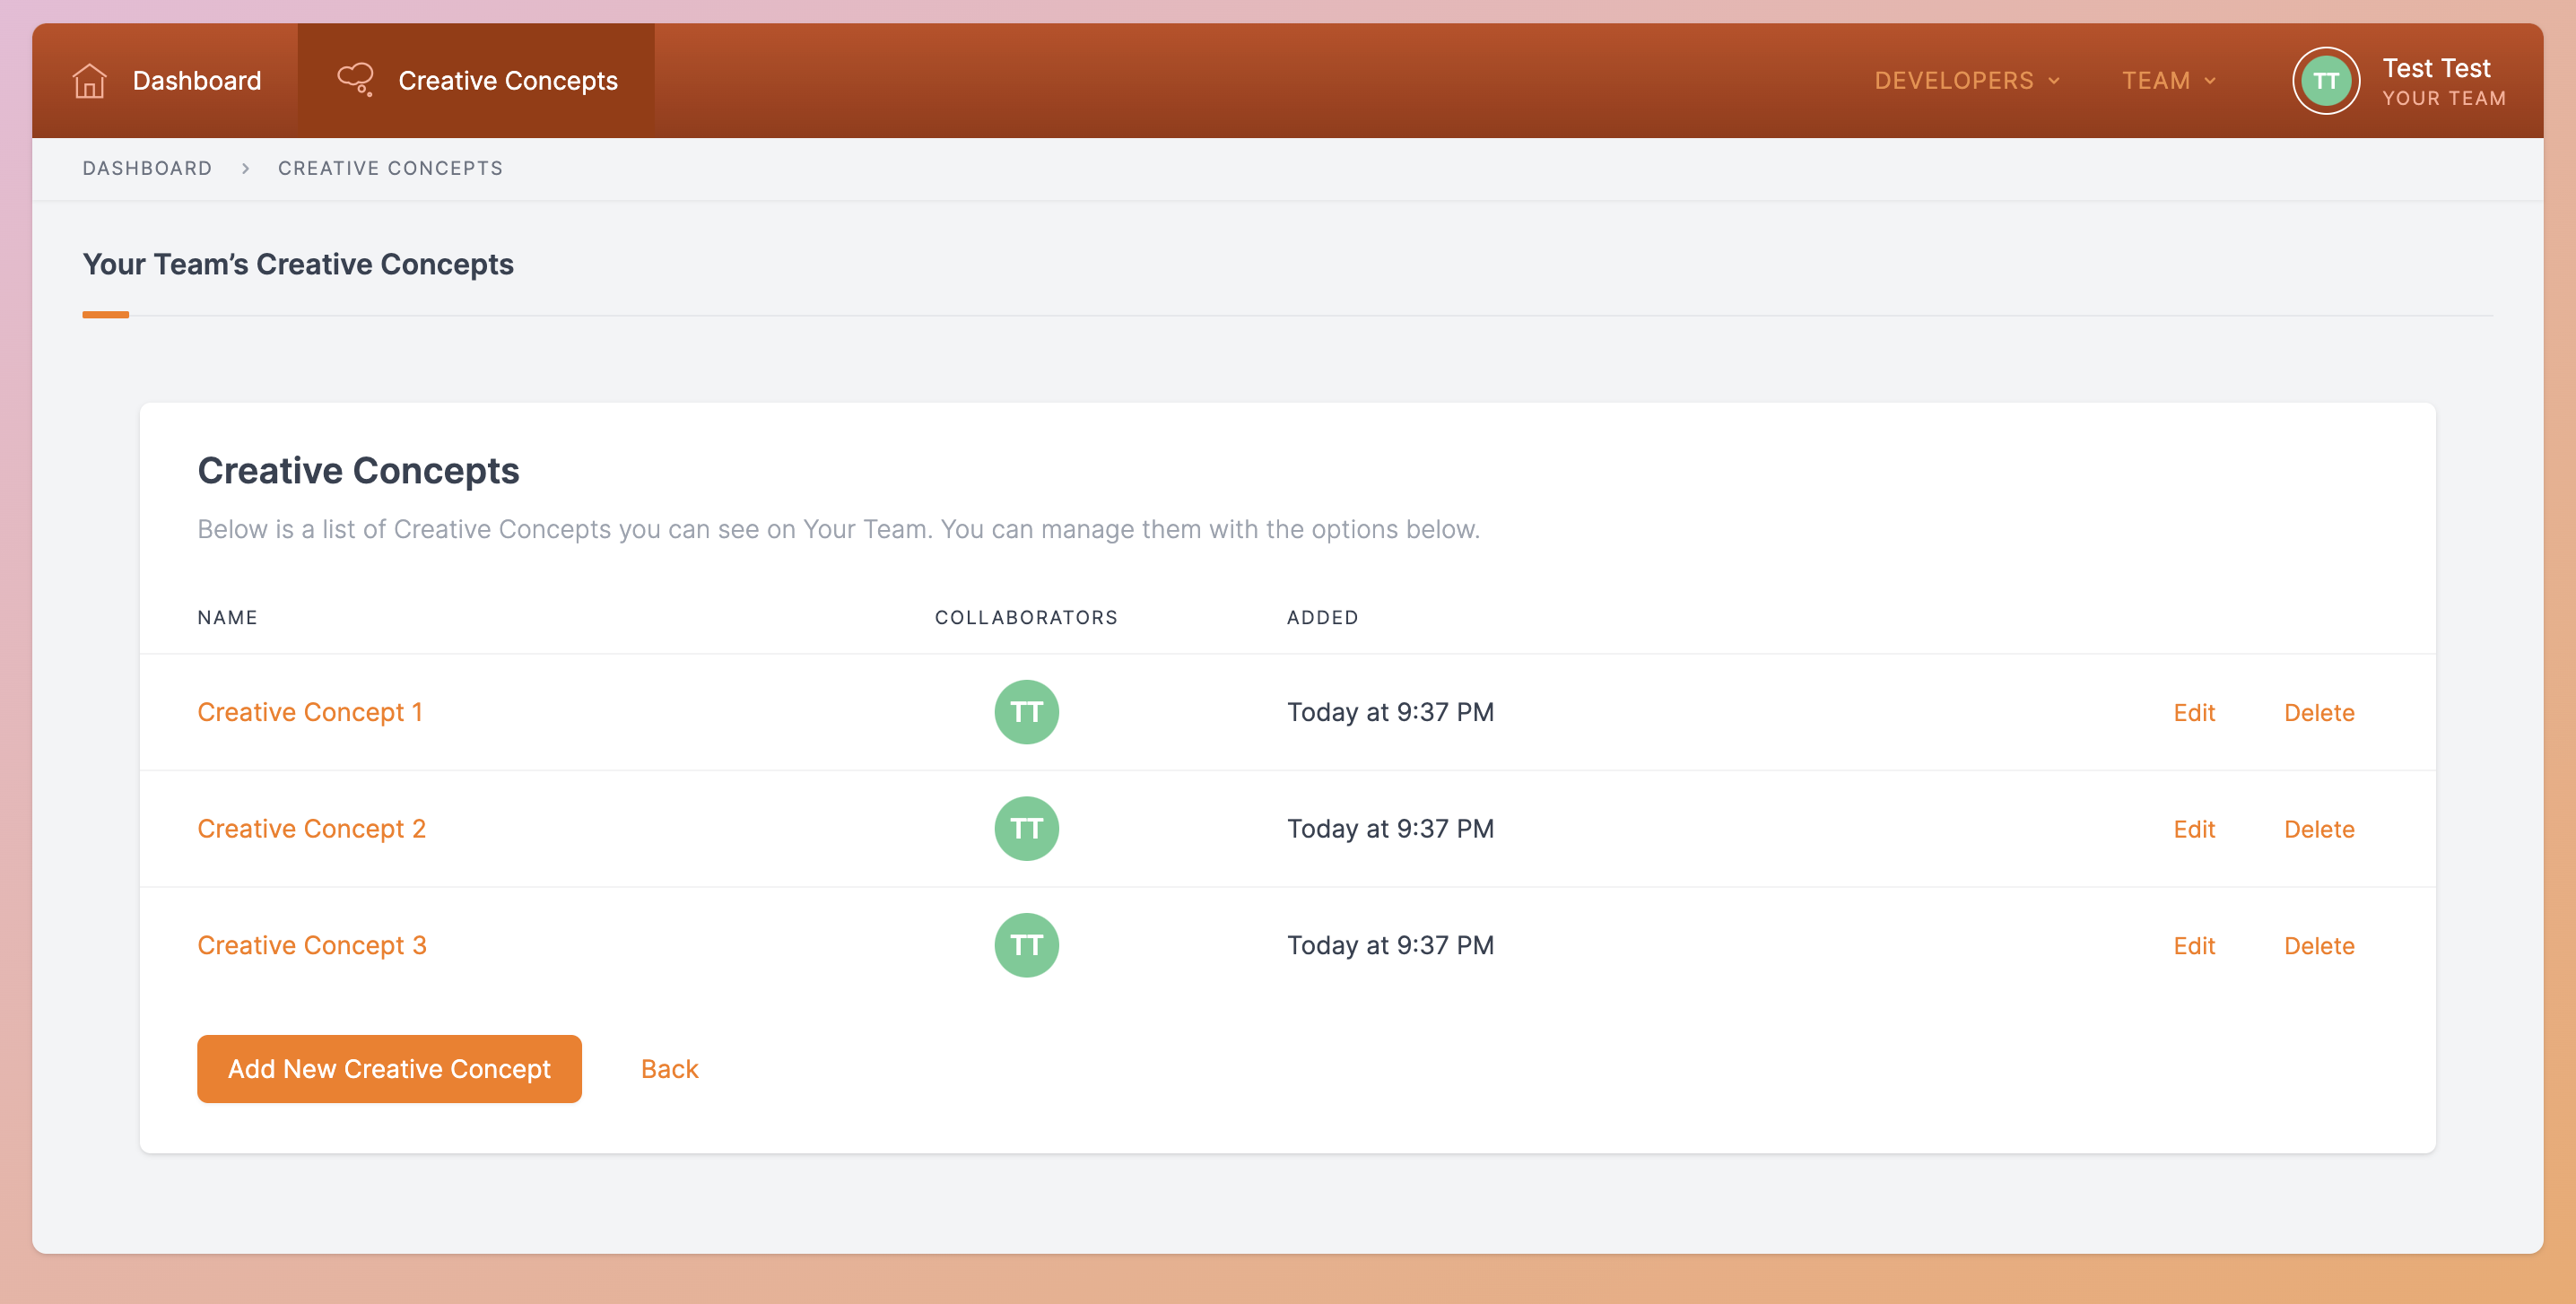 Dashboard
Creative Concepts
DEVELOPERS
TEAM
TT
Test Test
YOUR TEAM
DASHBOARD
CREATIVE CONCEPTS
Your Team’s Creative Concepts
Creative Concepts
Below is a list of Creative Concepts you can see on Your Team. You can manage them with the options below.
NAME COLLABORATORS ADDED
Creative Concept 1 TT Today at 9:37 PM Edit Delete
Creative Concept 2 TT Today at 9:37 PM Edit Delete
Creative Concept 3 TT Today at 9:37 PM Edit Delete
Add New Creative Concept Back